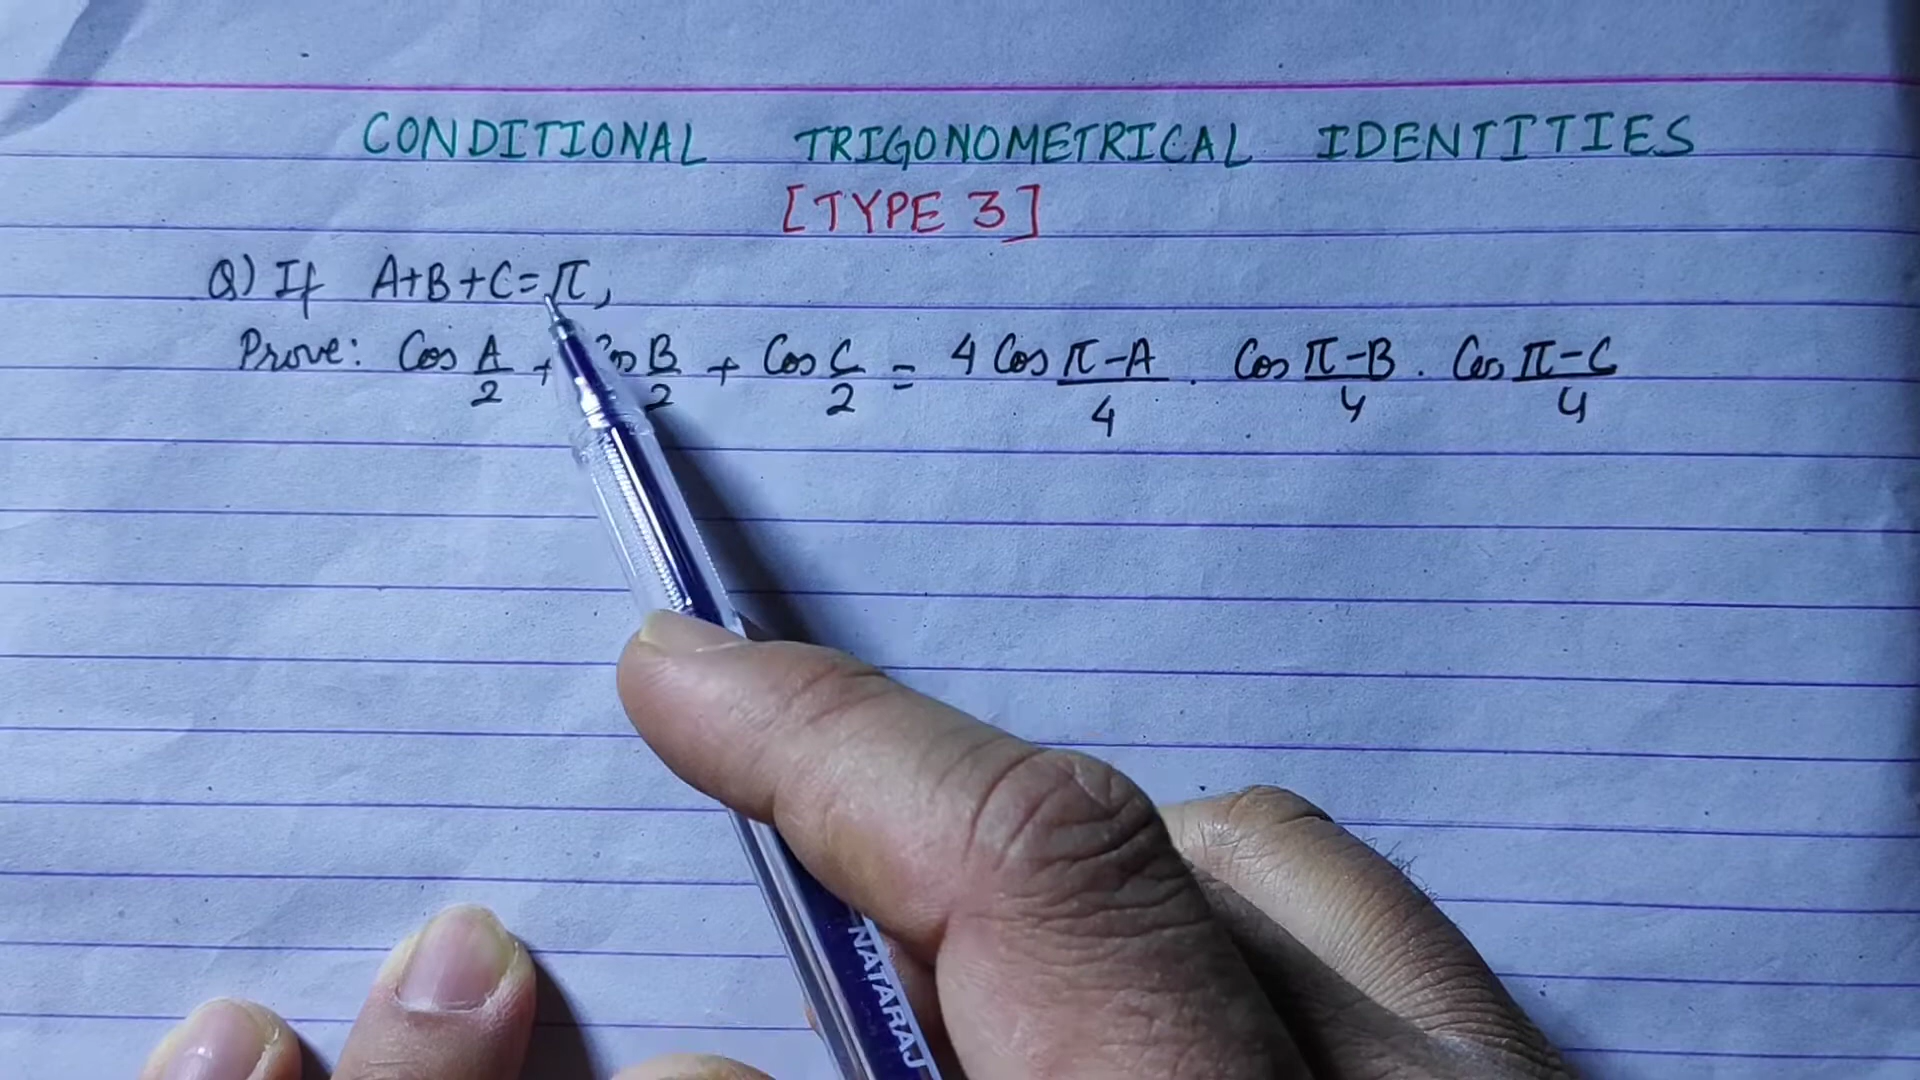 CONDITIONAL TRIGONOMETRICAL IDENTITIES
[TYPE 3]
Q) If A+B+C=π,
Prove: Cos A/2 + Cos B/2 + Cos C/2 = 4 Cos π-A/4 . Cos π-B/4 . Cos π-C/4
NATARAJ